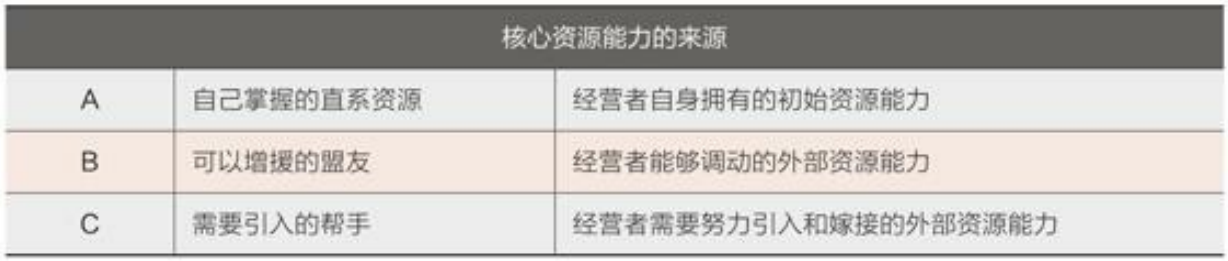 核心资源能力的来源
A 自己掌握的直系资源 经营者自身拥有的初始资源能力
B 可以增援的盟友 经营者能够调动的外部资源能力
C 需要引入的帮手 经营者需要努力引入和嫁接的外部资源能力